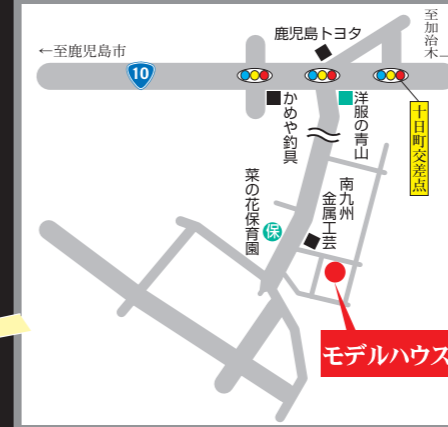 至加治木
鹿児島トヨタ
←至鹿児島市
10
十日町交差点
洋服の青山
かめや釣具
南九州
金属工芸
菜の花保育園
保
モデルハウス